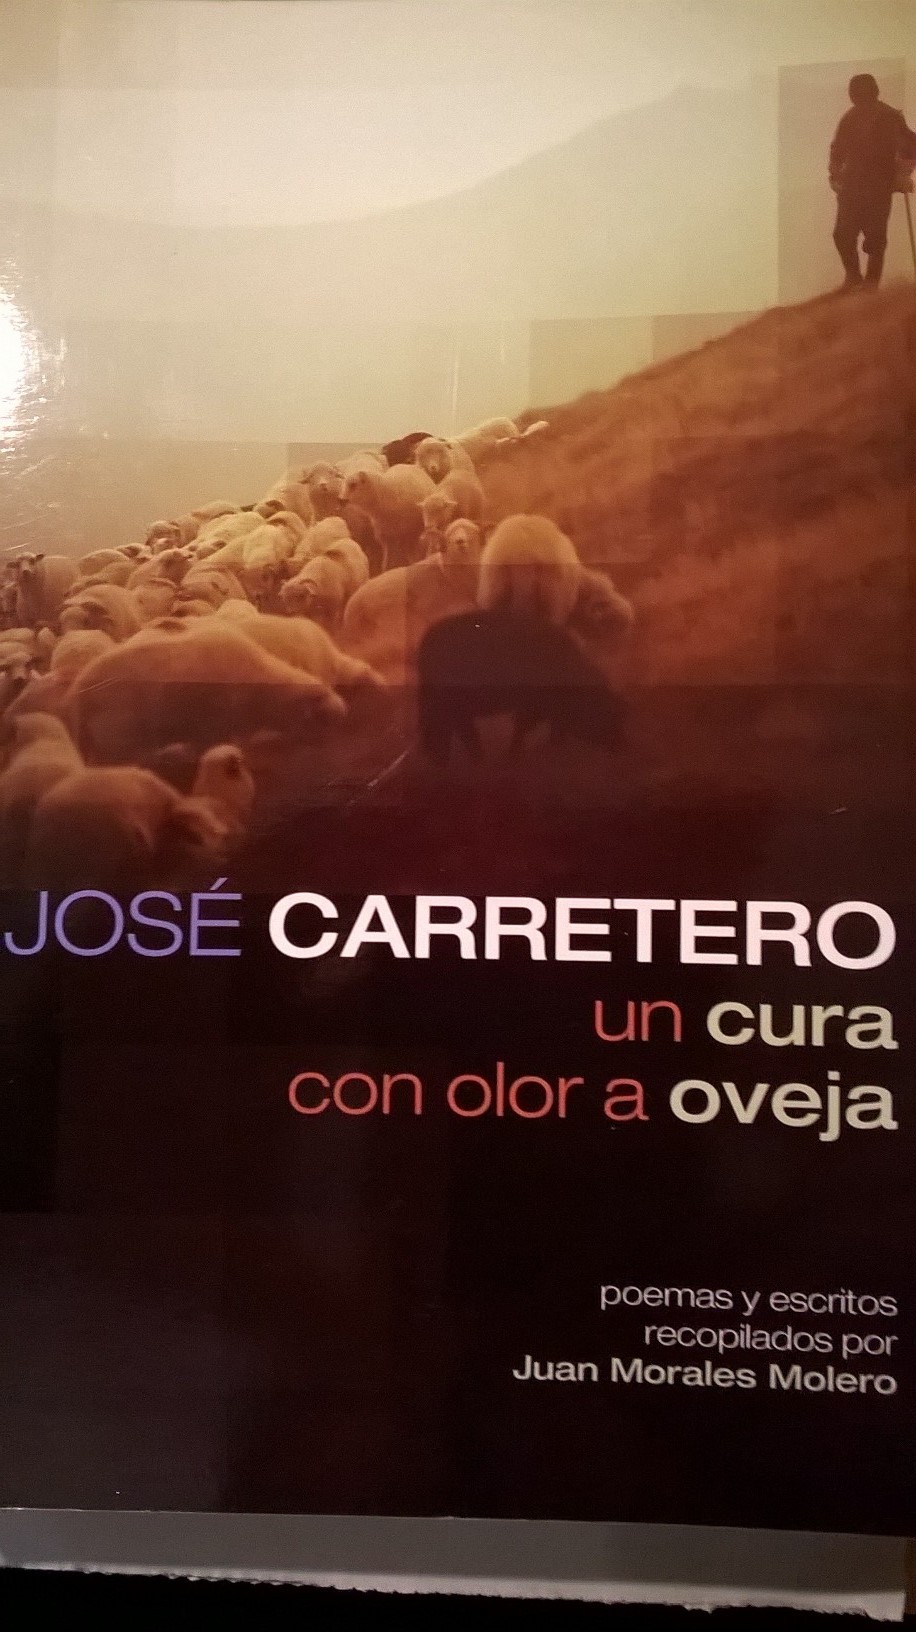 JOSÉ CARRETERO
un cura
con olor a oveja
poemas y escritos
recopilados por
Juan Morales Molero